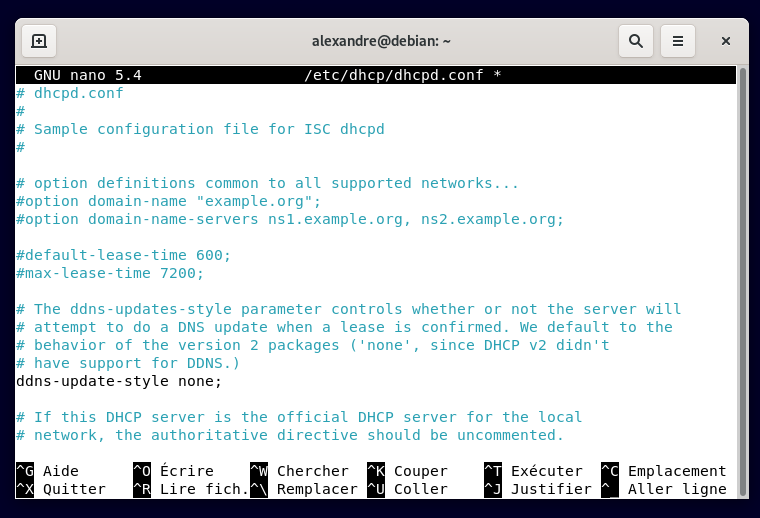 alexandre@debian: ~
GNU nano 5.4 /etc/dhcp/dhcpd.conf *
# dhcpd.conf
#
# Sample configuration file for ISC dhcpd
#
# option definitions common to all supported networks...
#option domain-name "example.org";
#option domain-name-servers ns1.example.org, ns2.example.org;
#default-lease-time 600;
#max-lease-time 7200;
# The ddns-updates-style parameter controls whether or not the server will
# attempt to do a DNS update when a lease is confirmed. We default to the
# behavior of the version 2 packages ('none', since DHCP v2 didn't
# have support for DDNS.)
ddns-update-style none;
# If this DHCP server is the official DHCP server for the local
# network, the authoritative directive should be uncommented.
^G Aide ^O Écrire ^W Chercher ^K Couper ^T Exécuter ^C Emplacement
^X Quitter ^R Lire fich. ^\ Remplacer ^U Coller ^J Justifier ^_ Aller ligne